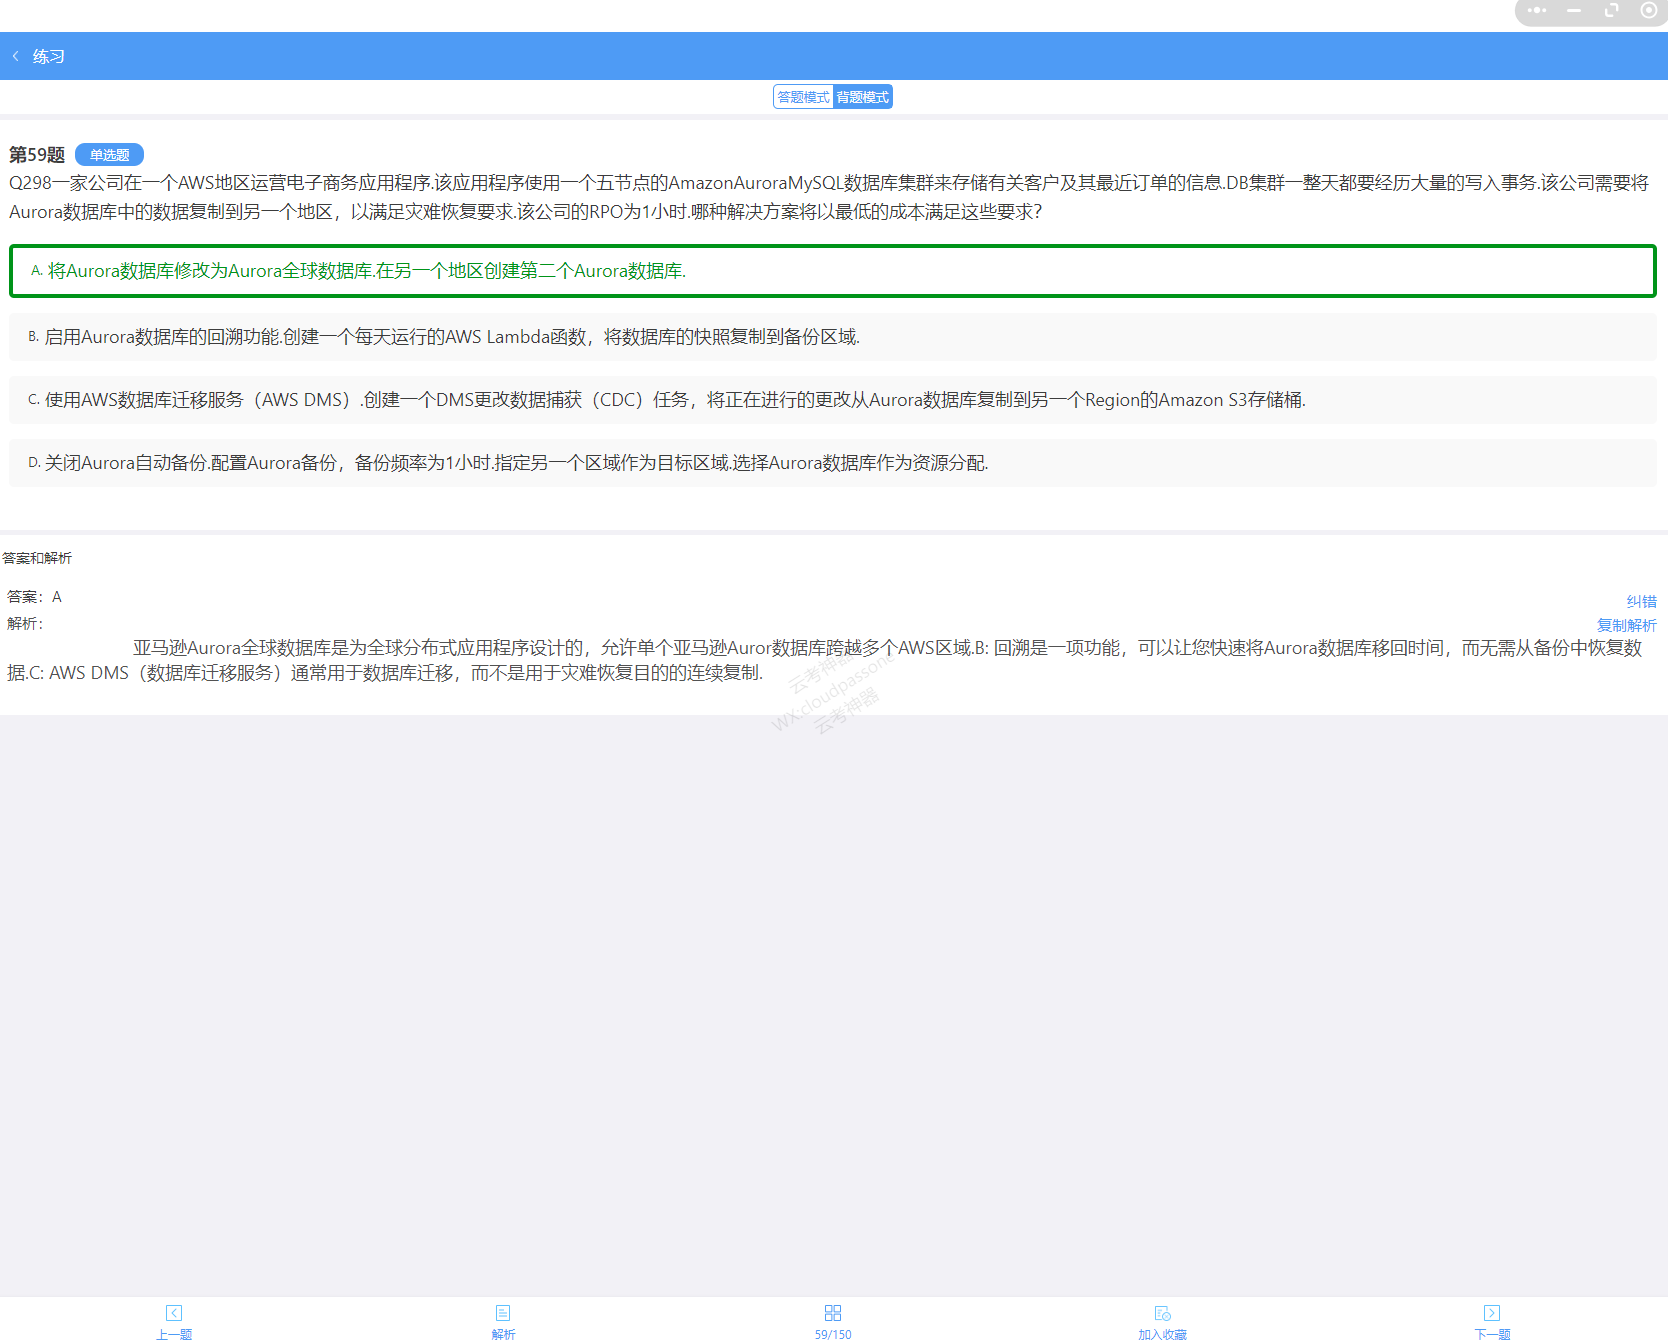 练习
答题模式 背题模式
第59题 单选题
Q298一家公司在一个AWS地区运营电子商务应用程序.该应用程序使用一个五节点的AmazonAuroraMySQL数据库集群来存储有关客户及其最近订单的信息.DB集群一整天都要经历大量的写入事务.该公司需要将
Aurora数据库中的数据复制到另一个地区，以满足灾难恢复要求.该公司的RPO为1小时.哪种解决方案将以最低的成本满足这些要求?
A. 将Aurora数据库修改为Aurora全球数据库.在另一个地区创建第二个Aurora数据库.
B. 启用Aurora数据库的回溯功能.创建一个每天运行的AWS Lambda函数，将数据库的快照复制到备份区域.
C. 使用AWS数据库迁移服务（AWS DMS）.创建一个DMS更改数据捕获（CDC）任务，将正在进行的更改从Aurora数据库复制到另一个Region的Amazon S3存储桶.
D. 关闭Aurora自动备份.配置Aurora备份，备份频率为1小时.指定另一个区域作为目标区域.选择Aurora数据库作为资源分配.
答案和解析
答案：A
纠错
解析：
复制解析
亚马逊Aurora全球数据库是为全球分布式应用程序设计的，允许单个亚马逊Auror数据库跨越多个AWS区域.B: 回溯是一项功能，可以让您快速将Aurora数据库移回时间，而无需从备份中恢复数
据.C: AWS DMS（数据库迁移服务）通常用于数据库迁移，而不是用于灾难恢复目的的连续复制.
云考神器
WX:cloudpassone
云考神器
上一题 解析 59/150 加入收藏 下一题